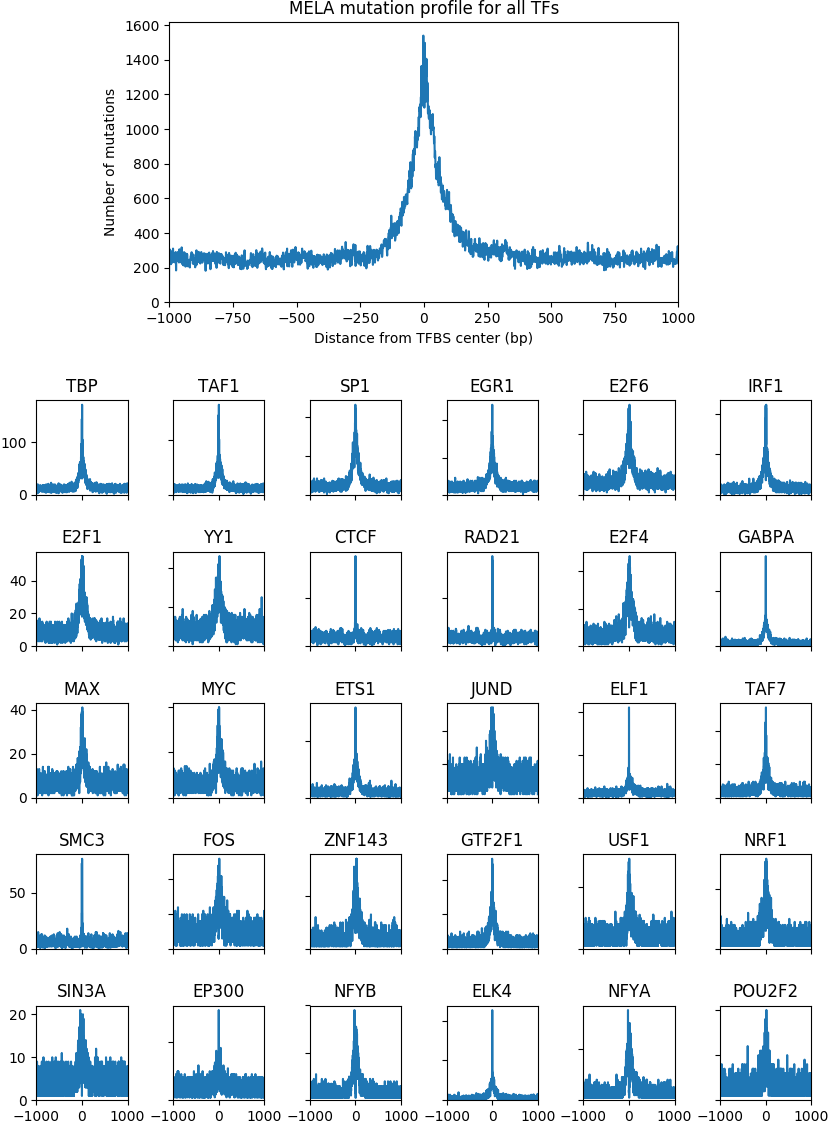 MELA mutation profile for all TFs
1600
1400
1200
1000
800
600
400
200
0
Number of mutations
−1000 −750 −500 −250 0 250 500 750 1000
Distance from TFBS center (bp)
TBP TAF1 SP1 EGR1 E2F6 IRF1
100
0
E2F1 YY1 CTCF RAD21 E2F4 GABPA
40
20
0
MAX MYC ETS1 JUND ELF1 TAF7
40
20
0
SMC3 FOS ZNF143 GTF2F1 USF1 NRF1
50
0
SIN3A EP300 NFYB ELK4 NFYA POU2F2
20
10
0
−1000 0 1000 −1000 0 1000 −1000 0 1000 −1000 0 1000 −1000 0 1000 −1000 0 1000